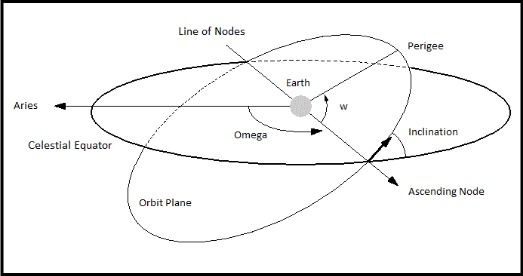 Line of Nodes
Perigee
Earth
Aries
w
Omega
Inclination
Celestial Equator
Ascending Node
Orbit Plane